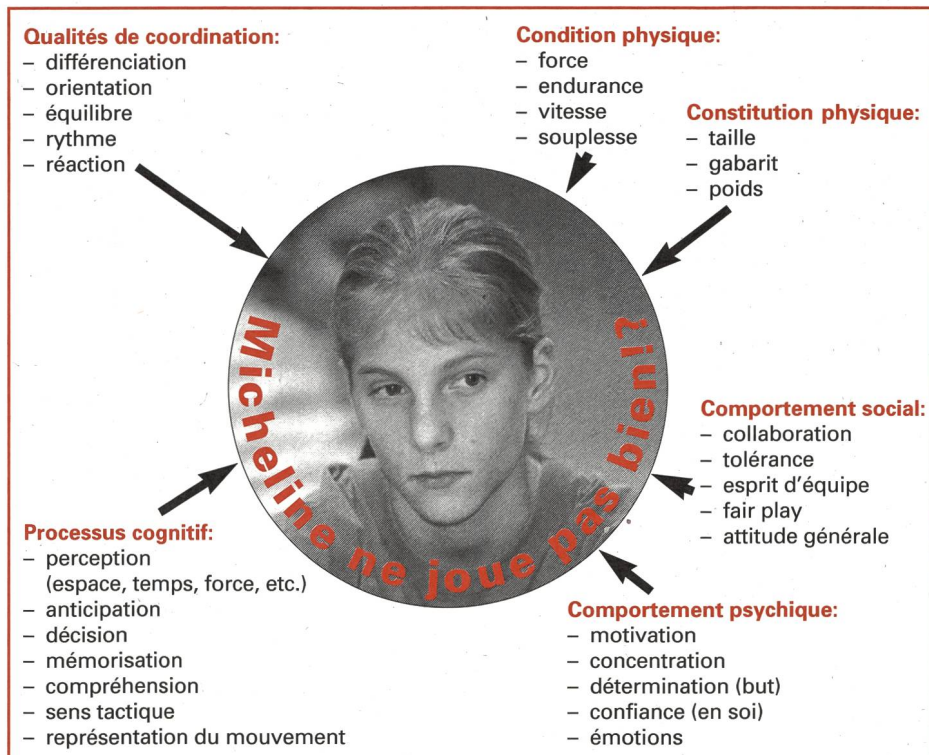 Qualités de coordination:
– différenciation
– orientation
– équilibre
– rythme
– réaction
Condition physique:
– force
– endurance
– vitesse
– souplesse
Constitution physique:
– taille
– gabarit
– poids
Micheline ne joue pas bien!?
Comportement social:
– collaboration
– tolérance
– esprit d'équipe
– fair play
– attitude générale
Processus cognitif:
– perception
(espace, temps, force, etc.)
– anticipation
– décision
– mémorisation
– compréhension
– sens tactique
– représentation du mouvement
Comportement psychique:
– motivation
– concentration
– détermination (but)
– confiance (en soi)
– émotions